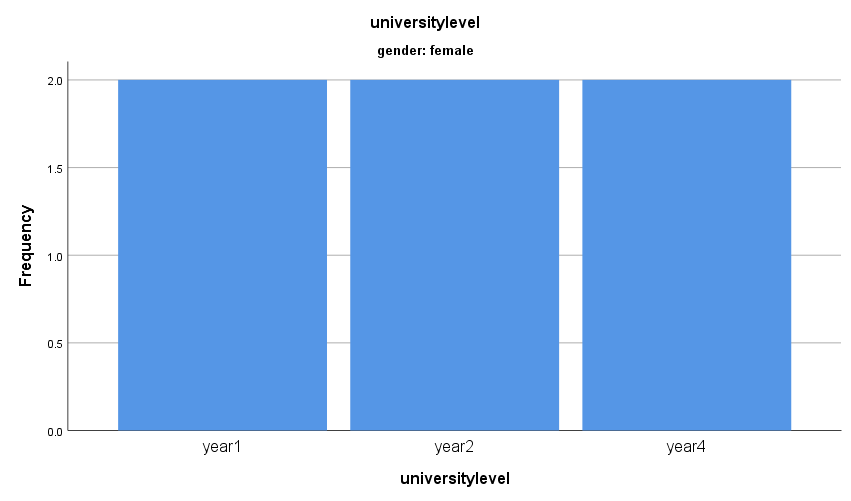 universitylevel
gender: female
2.0
1.5
1.0
0.5
0.0
Frequency
year1 year2 year4
universitylevel